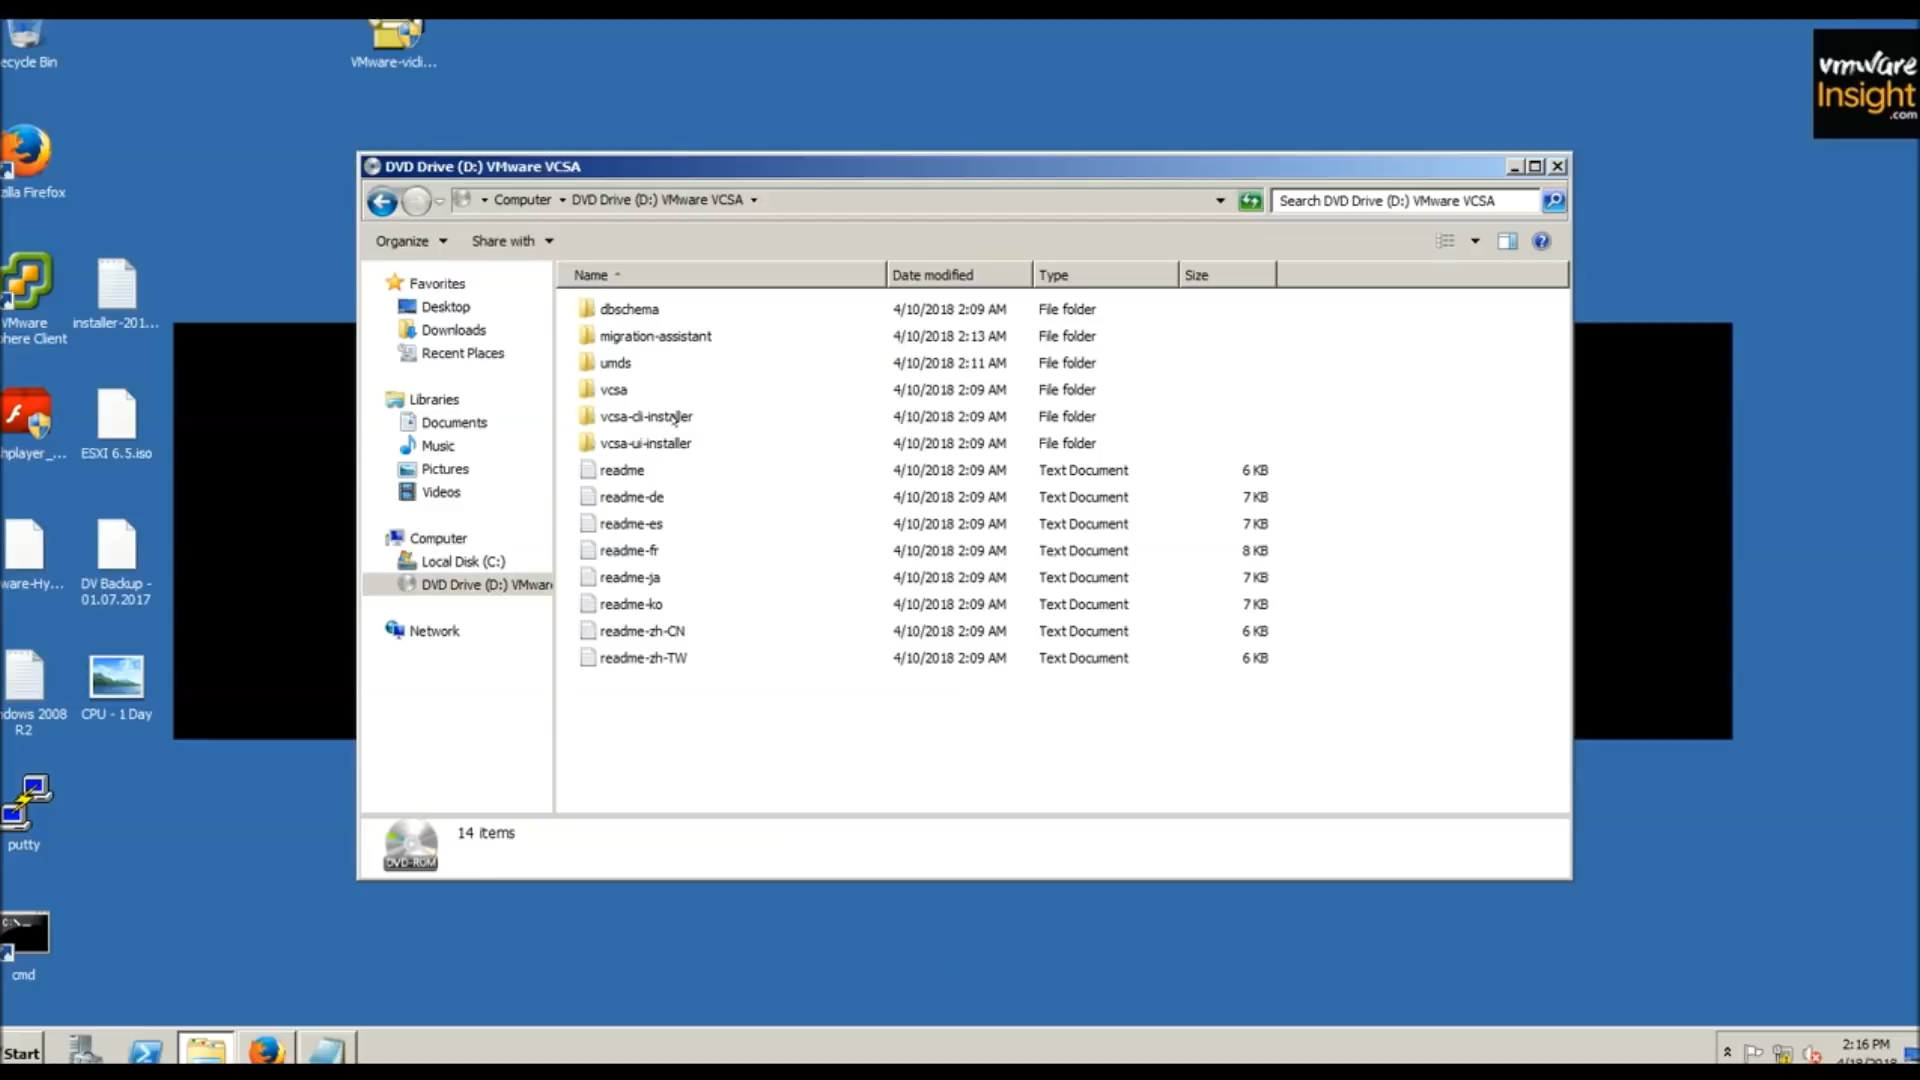 ecycle Bin
VMware-vicli...
vmware
Insight
.com
zilla Firefox
VMware
here Client
installer-201...
hplayer_...
ESXI 6.5.iso
ware-Hy...
DV Backup -
01.07.2017
dows 2008
R2
CPU - 1 Day
putty
C:\
cmd
DVD Drive (D:) VMware VCSA
Computer DVD Drive (D:) VMware VCSA
Search DVD Drive (D:) VMware VCSA
Organize Share with
Favorites
Desktop
Downloads
Recent Places
Libraries
Documents
Music
Pictures
Videos
Computer
Local Disk (C:)
DVD Drive (D:) VMwar
Network
Name Date modified Type Size
dbschema 4/10/2018 2:09 AM File folder
migration-assistant 4/10/2018 2:13 AM File folder
umds 4/10/2018 2:11 AM File folder
vcsa 4/10/2018 2:09 AM File folder
vcsa-cli-installer 4/10/2018 2:09 AM File folder
vcsa-ui-installer 4/10/2018 2:09 AM File folder
readme 4/10/2018 2:09 AM Text Document 6 KB
readme-de 4/10/2018 2:09 AM Text Document 7 KB
readme-es 4/10/2018 2:09 AM Text Document 7 KB
readme-fr 4/10/2018 2:09 AM Text Document 8 KB
readme-ja 4/10/2018 2:09 AM Text Document 7 KB
readme-ko 4/10/2018 2:09 AM Text Document 7 KB
readme-zh-CN 4/10/2018 2:09 AM Text Document 6 KB
readme-zh-TW 4/10/2018 2:09 AM Text Document 6 KB
DVD-ROM
14 items
Start
2:16 PM
4/18/2018